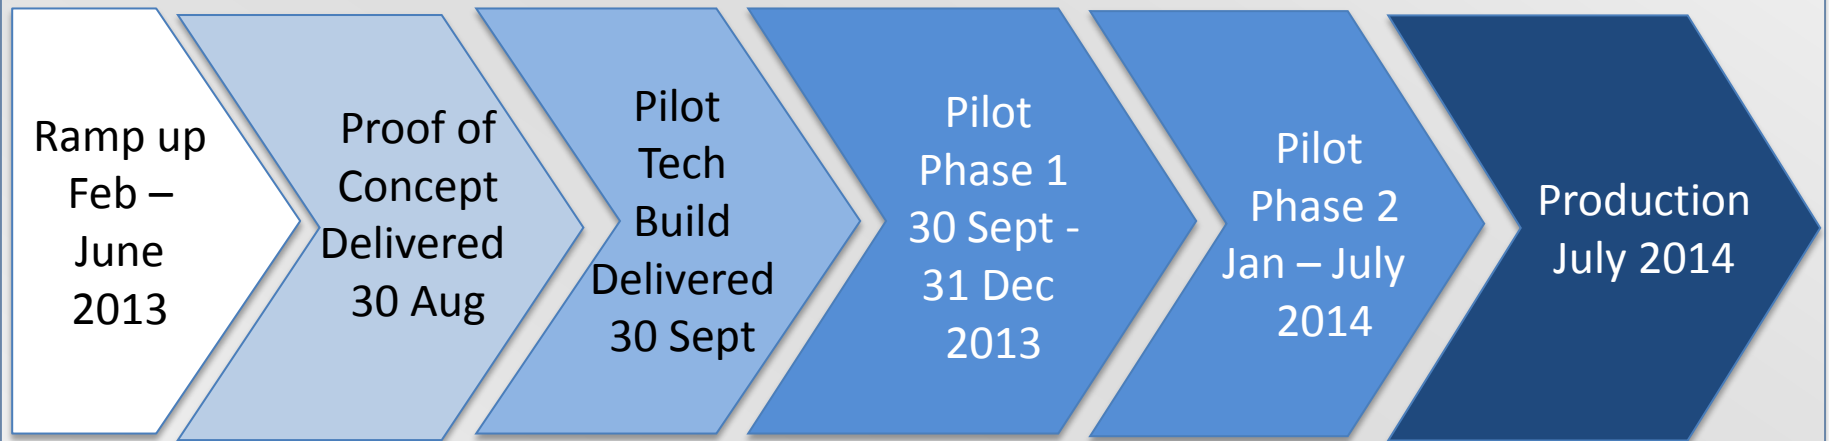 Ramp up
Feb –
June
2013
Proof of
Concept
Delivered
30 Aug
Pilot
Tech
Build
Delivered
30 Sept
Pilot
Phase 1
30 Sept -
31 Dec
2013
Pilot
Phase 2
Jan – July
2014
Production
July 2014